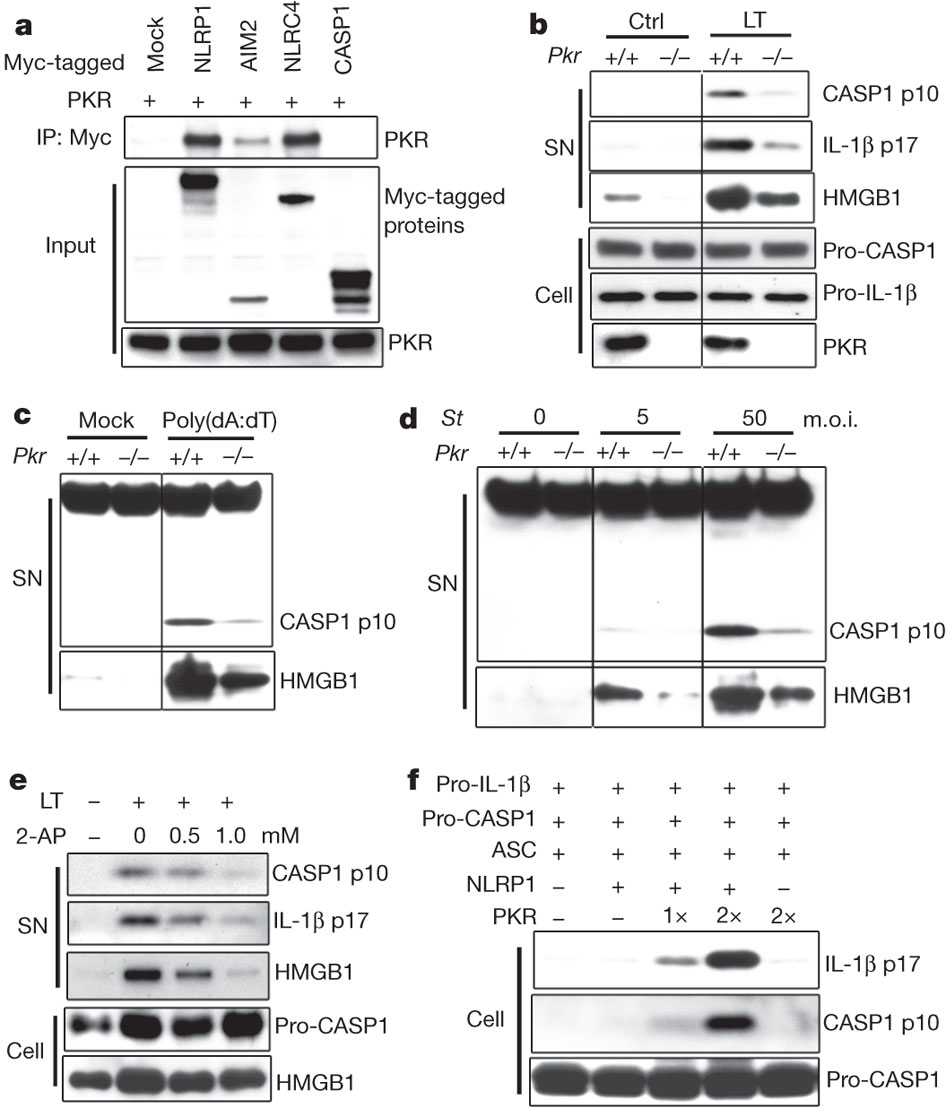 a
Myc-tagged Mock NLRP1 AIM2 NLRC4 CASP1
PKR + + + + +
IP: Myc PKR
Input Myc-tagged
proteins
PKR
b
Ctrl LT
Pkr +/+ −/− +/+ −/−
CASP1 p10
SN IL-1β p17
HMGB1
Pro-CASP1
Cell Pro-IL-1β
PKR
c
Mock Poly(dA:dT)
Pkr +/+ −/− +/+ −/−
SN
CASP1 p10
HMGB1
d
St 0 5 50 m.o.i.
Pkr +/+ −/− +/+ −/− +/+ −/−
SN
CASP1 p10
HMGB1
e
LT − + + +
2-AP − 0 0.5 1.0 mM
CASP1 p10
SN IL-1β p17
HMGB1
Pro-CASP1
Cell
HMGB1
f
Pro-IL-1β + + + + +
Pro-CASP1 + + + + +
ASC + + + + +
NLRP1 − + + + −
PKR − − 1× 2× 2×
IL-1β p17
Cell CASP1 p10
Pro-CASP1